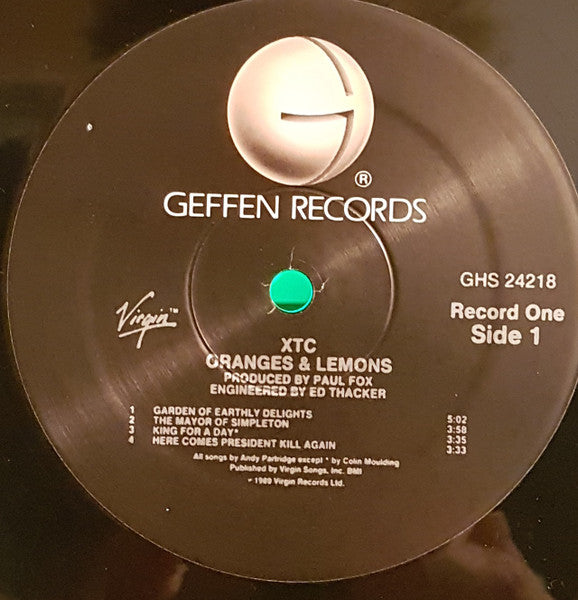 G
®
GEFFEN RECORDS
GHS 24218
Virgin™
Record One
Side 1
XTC
ORANGES & LEMONS
PRODUCED BY PAUL FOX
ENGINEERED BY ED THACKER
1 GARDEN OF EARTHLY DELIGHTS 5:02
2 THE MAYOR OF SIMPLETON 3:58
3 KING FOR A DAY* 3:35
4 HERE COMES PRESIDENT KILL AGAIN 3:33
All songs by Andy Partridge except * by Colin Moulding
Published by Virgin Songs, Inc. BMI
℗ 1989 Virgin Records Ltd.